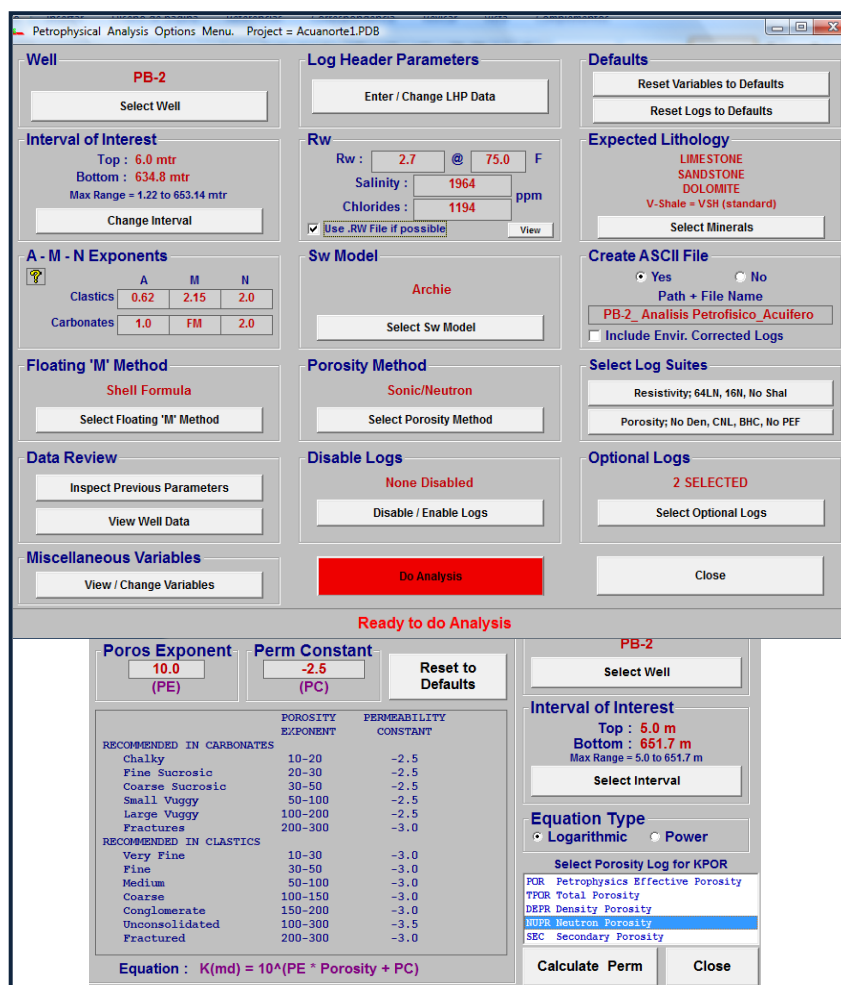 Petrophysical Analysis Options Menu. Project = Acuanorte1.PDB
Well
PB-2
Select Well
Log Header Parameters
Enter / Change LHP Data
Defaults
Reset Variables to Defaults
Reset Logs to Defaults
Interval of Interest
Top : 6.0 mtr
Bottom : 634.8 mtr
Max Range = 1.22 to 653.14 mtr
Change Interval
Rw
Rw : 2.7 @ 75.0 F
Salinity : 1964
ppm
Chlorides : 1194
Use .RW File if possible
View
Expected Lithology
LIMESTONE
SANDSTONE
DOLOMITE
V-Shale = VSH (standard)
Select Minerals
A - M - N Exponents
?
A M N
Clastics 0.62 2.15 2.0
Carbonates 1.0 FM 2.0
Sw Model
Archie
Select Sw Model
Create ASCII File
Yes No
Path + File Name
PB-2_ Analisis Petrofisico_Acuifero
Include Envir. Corrected Logs
Floating 'M' Method
Shell Formula
Select Floating 'M' Method
Porosity Method
Sonic/Neutron
Select Porosity Method
Select Log Suites
Resistivity; 64LN, 16N, No Shal
Porosity; No Den, CNL, BHC, No PEF
Data Review
Inspect Previous Parameters
View Well Data
Disable Logs
None Disabled
Disable / Enable Logs
Optional Logs
2 SELECTED
Select Optional Logs
Miscellaneous Variables
View / Change Variables
Do Analysis
Close
Ready to do Analysis
Poros Exponent
10.0
(PE)
Perm Constant
-2.5
(PC)
Reset to
Defaults
POROSITY PERMEABILITY
EXPONENT CONSTANT
RECOMMENDED IN CARBONATES
Chalky 10-20 -2.5
Fine Sucrosic 20-30 -2.5
Coarse Sucrosic 30-50 -2.5
Small Vuggy 50-100 -2.5
Large Vuggy 100-200 -2.5
Fractures 200-300 -3.0
RECOMMENDED IN CLASTICS
Very Fine 10-30 -3.0
Fine 30-50 -3.0
Medium 50-100 -3.0
Coarse 100-150 -3.0
Conglomerate 150-200 -3.0
Unconsolidated 100-300 -3.5
Fractured 200-300 -3.0
Equation : K(md) = 10^(PE * Porosity + PC)
PB-2
Select Well
Interval of Interest
Top : 5.0 m
Bottom : 651.7 m
Max Range = 5.0 to 651.7 m
Select Interval
Equation Type
Logarithmic Power
Select Porosity Log for KPOR
POR Petrophysics Effective Porosity
TPOR Total Porosity
DEPR Density Porosity
NUPR Neutron Porosity
SEC Secondary Porosity
Calculate Perm
Close